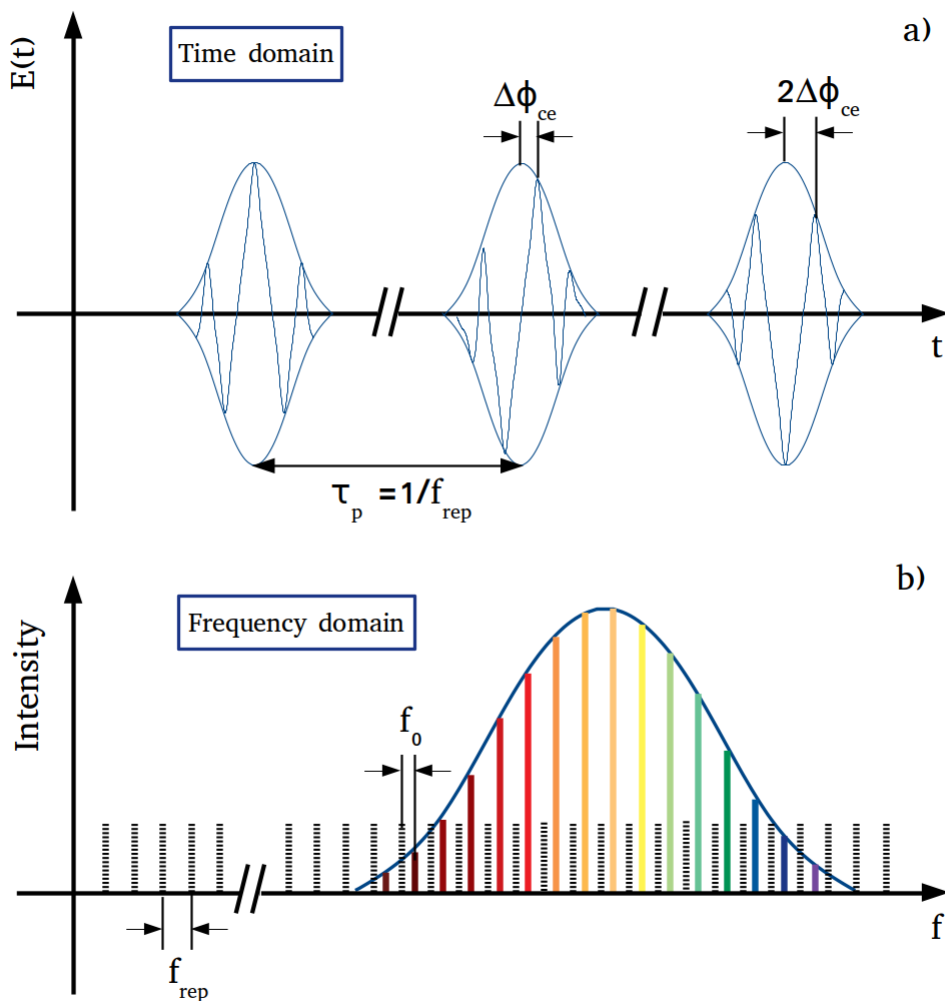 a)
E(t)
Time domain
Δϕce
2Δϕce
t
τp =1/frep
b)
Intensity
Frequency domain
f0
f
frep